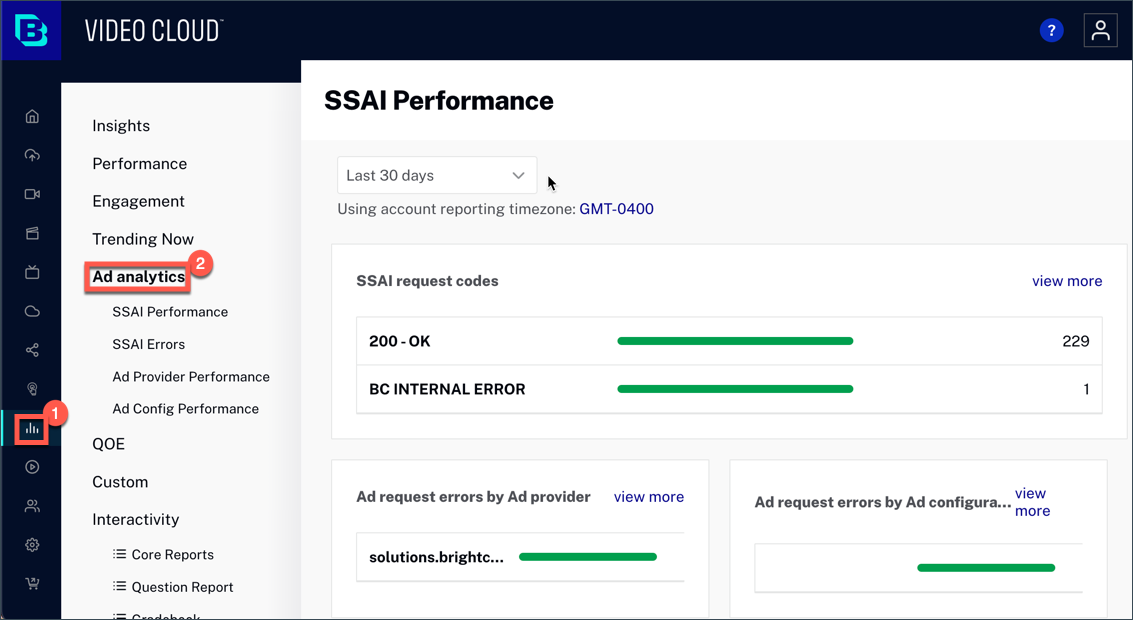 VIDEO CLOUD™
?
Insights
Performance
Engagement
Trending Now
Ad analytics
2
SSAI Performance
SSAI Errors
Ad Provider Performance
Ad Config Performance
1
QOE
Custom
Interactivity
Core Reports
Question Report
Gradebook
SSAI Performance
Last 30 days
Using account reporting timezone: GMT-0400
SSAI request codes view more
200 - OK 229
BC INTERNAL ERROR 1
Ad request errors by Ad provider view more
solutions.brightc...
Ad request errors by Ad configura... view
more